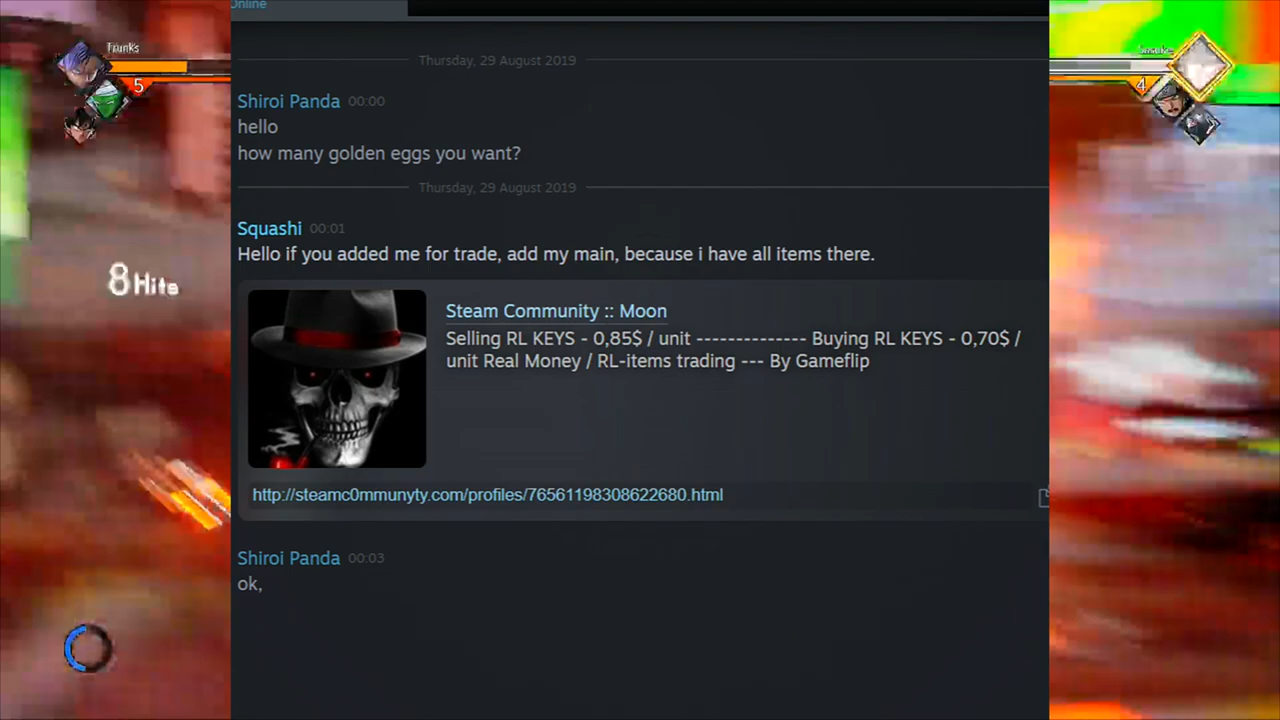 Online
Trunks
5
Sasuke
4
8 Hits
Thursday, 29 August 2019
Shiroi Panda 00:00
hello
how many golden eggs you want?
Thursday, 29 August 2019
Squashi 00:01
Hello if you added me for trade, add my main, because i have all items there.
Steam Community :: Moon
Selling RL KEYS - 0,85$ / unit -------------- Buying RL KEYS - 0,70$ /
unit Real Money / RL-items trading --- By Gameflip
http://steamc0mmunyty.com/profiles/76561198308622680.html
Shiroi Panda 00:03
ok,